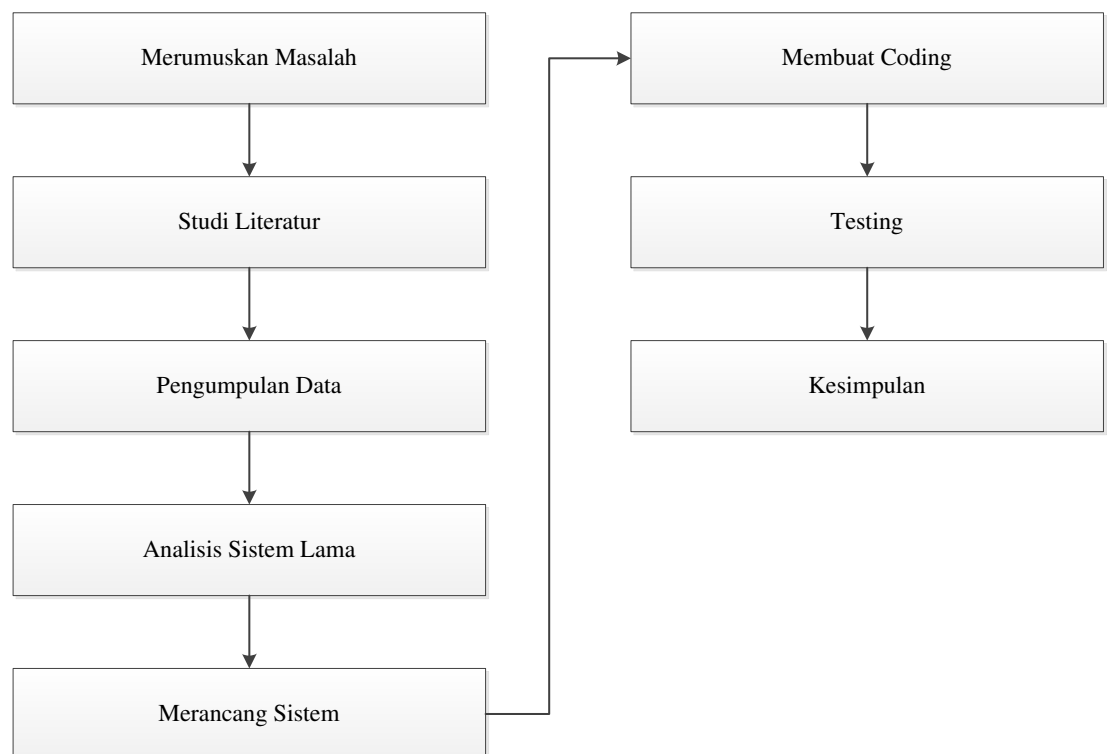 Merumuskan Masalah
Studi Literatur
Pengumpulan Data
Analisis Sistem Lama
Merancang Sistem
Membuat Coding
Testing
Kesimpulan